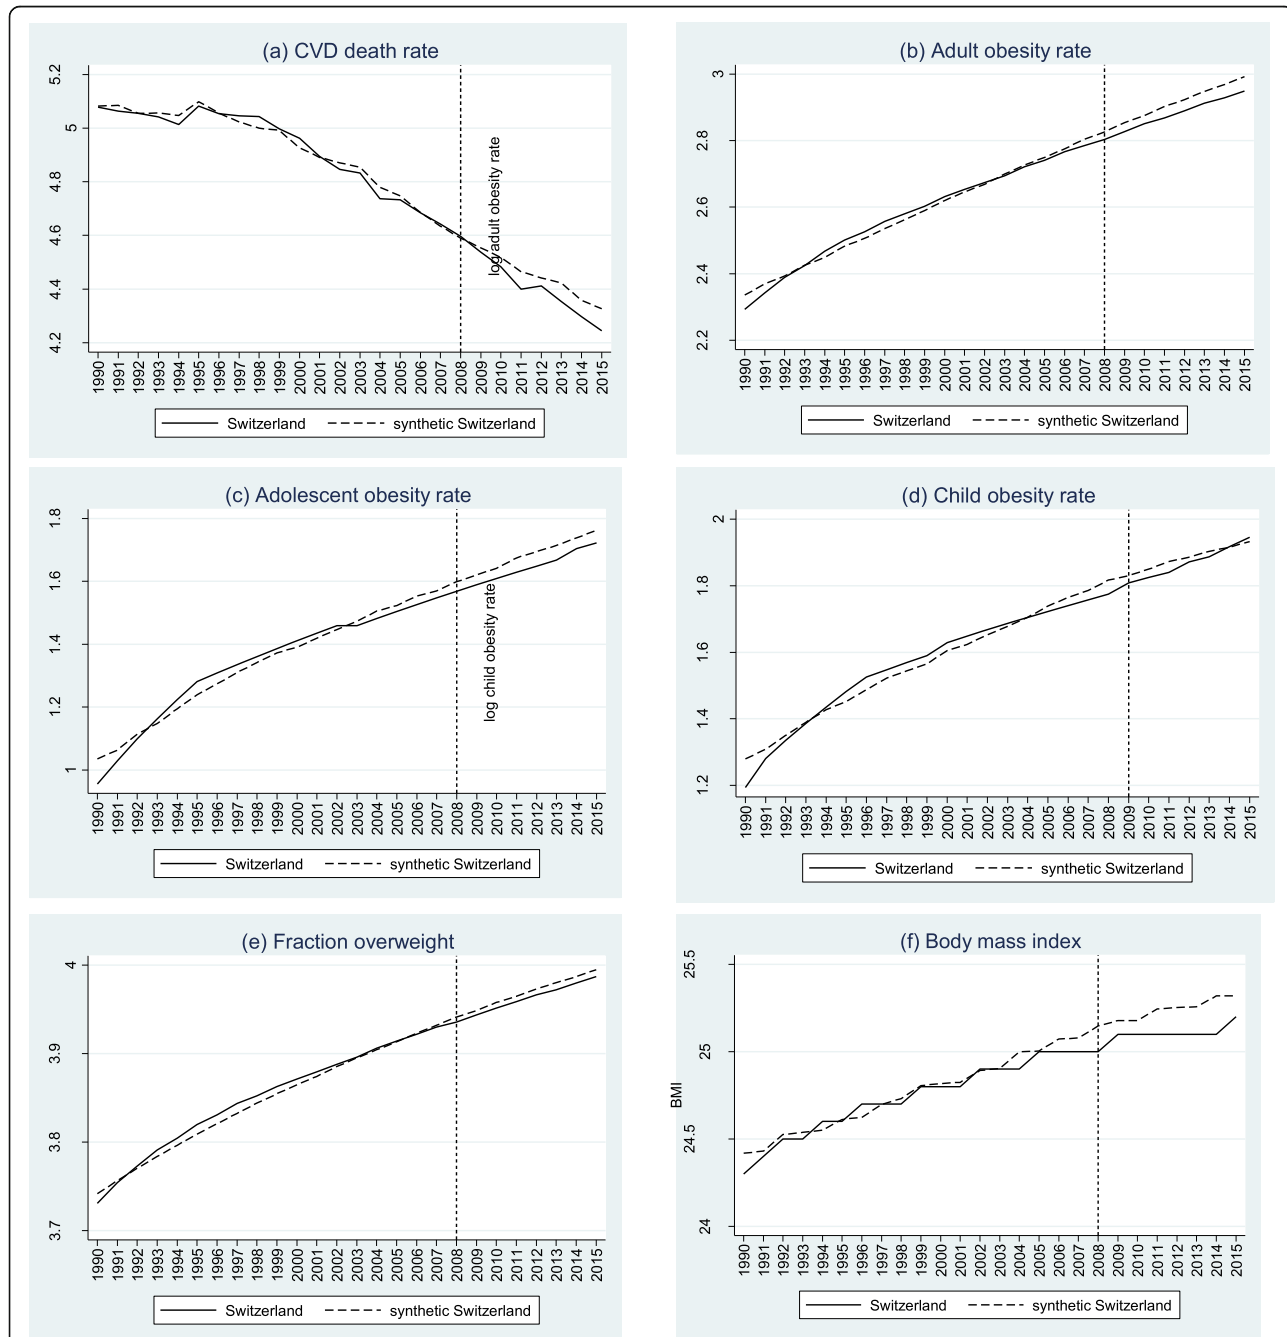 (a) CVD death rate
5.2
5
4.8
4.6
4.4
4.2
1990 1991 1992 1993 1994 1995 1996 1997 1998 1999 2000 2001 2002 2003 2004 2005 2006 2007 2008 2009 2010 2011 2012 2013 2014 2015
Switzerland synthetic Switzerland
(b) Adult obesity rate
log adult obesity rate
3
2.8
2.6
2.4
2.2
1990 1991 1992 1993 1994 1995 1996 1997 1998 1999 2000 2001 2002 2003 2004 2005 2006 2007 2008 2009 2010 2011 2012 2013 2014 2015
Switzerland synthetic Switzerland
(c) Adolescent obesity rate
1.8
1.6
1.4
1.2
1
1990 1991 1992 1993 1994 1995 1996 1997 1998 1999 2000 2001 2002 2003 2004 2005 2006 2007 2008 2009 2010 2011 2012 2013 2014 2015
Switzerland synthetic Switzerland
(d) Child obesity rate
log child obesity rate
2
1.8
1.6
1.4
1.2
1990 1991 1992 1993 1994 1995 1996 1997 1998 1999 2000 2001 2002 2003 2004 2005 2006 2007 2008 2009 2010 2011 2012 2013 2014 2015
Switzerland synthetic Switzerland
(e) Fraction overweight
4
3.9
3.8
3.7
1990 1991 1992 1993 1994 1995 1996 1997 1998 1999 2000 2001 2002 2003 2004 2005 2006 2007 2008 2009 2010 2011 2012 2013 2014 2015
Switzerland synthetic Switzerland
(f) Body mass index
BMI
25.5
25
24.5
24
1990 1991 1992 1993 1994 1995 1996 1997 1998 1999 2000 2001 2002 2003 2004 2005 2006 2007 2008 2009 2010 2011 2012 2013 2014 2015
Switzerland synthetic Switzerland